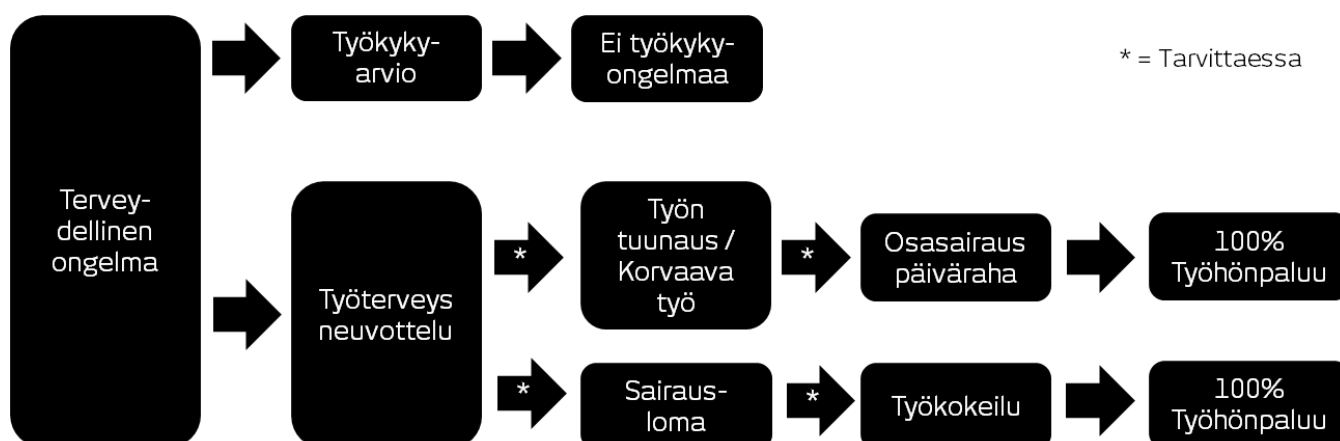 Työkyky-
arvio
Ei työkyky-
ongelmaa
* = Tarvittaessa
Tervey-
dellinen
ongelma
Työterveys
neuvottelu
*
Työn
tuunaus /
Korvaava
työ
*
Osasairaus
päiväraha
100%
Työhönpaluu
*
Sairaus-
loma
*
Työkokeilu
100%
Työhönpaluu